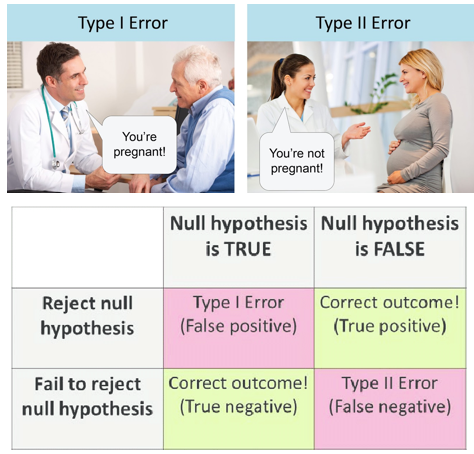 Type I Error
Type II Error
You're
pregnant!
You're not
pregnant!
Null hypothesis
is TRUE
Null hypothesis
is FALSE
Reject null
hypothesis
Type I Error
(False positive)
Correct outcome!
(True positive)
Fail to reject
null hypothesis
Correct outcome!
(True negative)
Type II Error
(False negative)